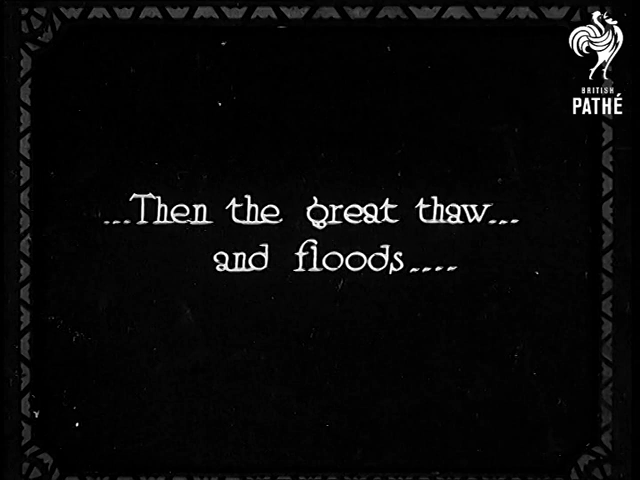 BRITISH
PATHÉ
...Then the great thaw...
and floods....